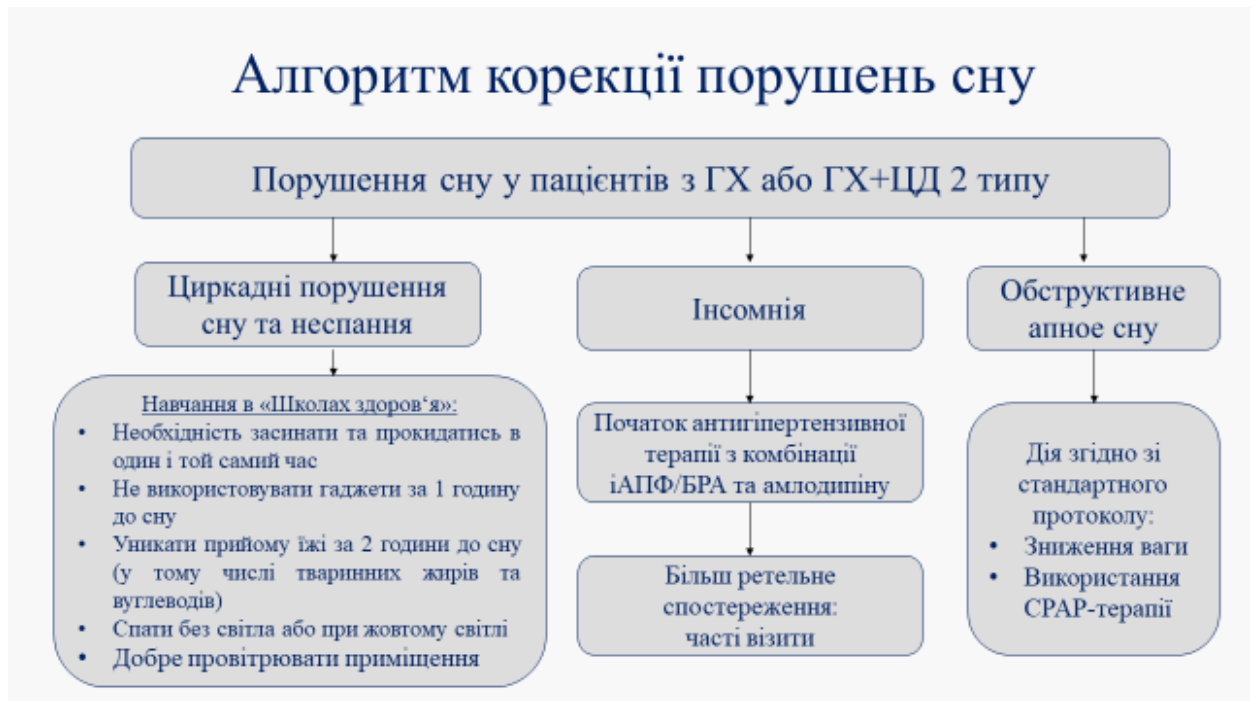 Алгоритм корекції порушень сну
Порушення сну у пацієнтів з ГХ або ГХ+ЦД 2 типу
Циркадні порушення
сну та неспання
Навчання в «Школах здоров‘я»:
• Необхідність засинати та прокидатись в
один і той самий час
• Не використовувати гаджети за 1 годину
до сну
• Уникати прийому їжі за 2 години до сну
(у тому числі тваринних жирів та
вуглеводів)
• Спати без світла або при жовтому світлі
• Добре провітрювати приміщення
Інсомнія
Початок антигіпертензивної
терапії з комбінації
іАПФ/БРА та амлодипіну
Більш ретельне
спостереження:
часті візити
Обструктивне
апное сну
Дія згідно зі
стандартного
протоколу:
• Зниження ваги
• Використання
СРАР-терапії